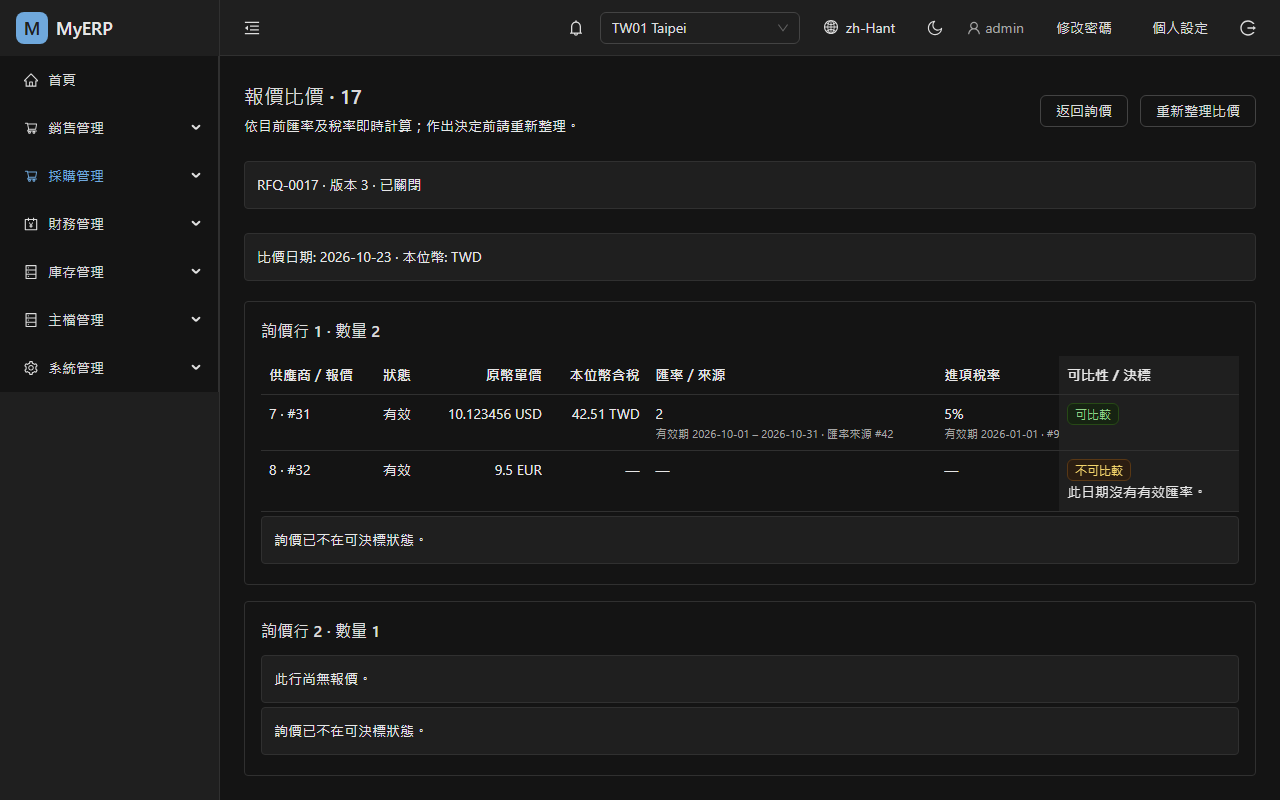 M MyERP
TW01 Taipei
zh-Hant
admin
修改密碼
個人設定
首頁
銷售管理
採購管理
財務管理
庫存管理
主檔管理
系統管理
報價比價 · 17
依目前匯率及稅率即時計算；作出決定前請重新整理。
返回詢價
重新整理比價
RFQ-0017 · 版本 3 · 已關閉
比價日期: 2026-10-23 · 本位幣: TWD
詢價行 1 · 數量 2
供應商 / 報價 狀態 原幣單價 本位幣含稅 匯率 / 來源 進項稅率 可比性 / 決標
7 · #31 有效 10.123456 USD 42.51 TWD 2 5% 可比較
有效期 2026-10-01 – 2026-10-31 · 匯率來源 #42 有效期 2026-01-01 · #9
8 · #32 有效 9.5 EUR — — — 不可比較
此日期沒有有效匯率。
詢價已不在可決標狀態。
詢價行 2 · 數量 1
此行尚無報價。
詢價已不在可決標狀態。